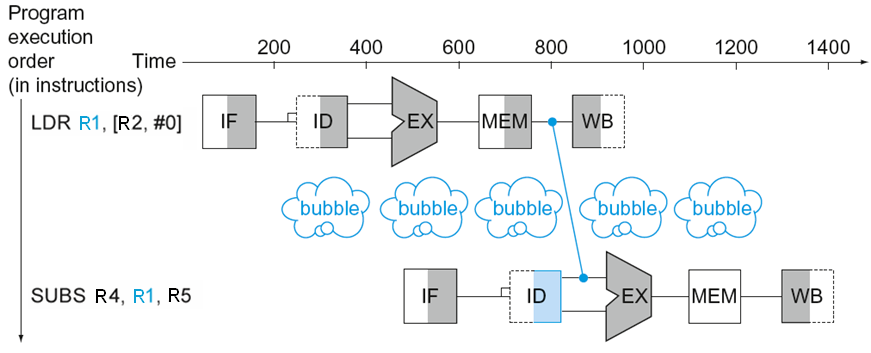 Program
execution
order
(in instructions)
Time
200 400 600 800 1000 1200 1400
LDR R1, [R2, #0]
IF ID EX MEM WB
bubble bubble bubble bubble bubble
SUBS R4, R1, R5
IF ID EX MEM WB